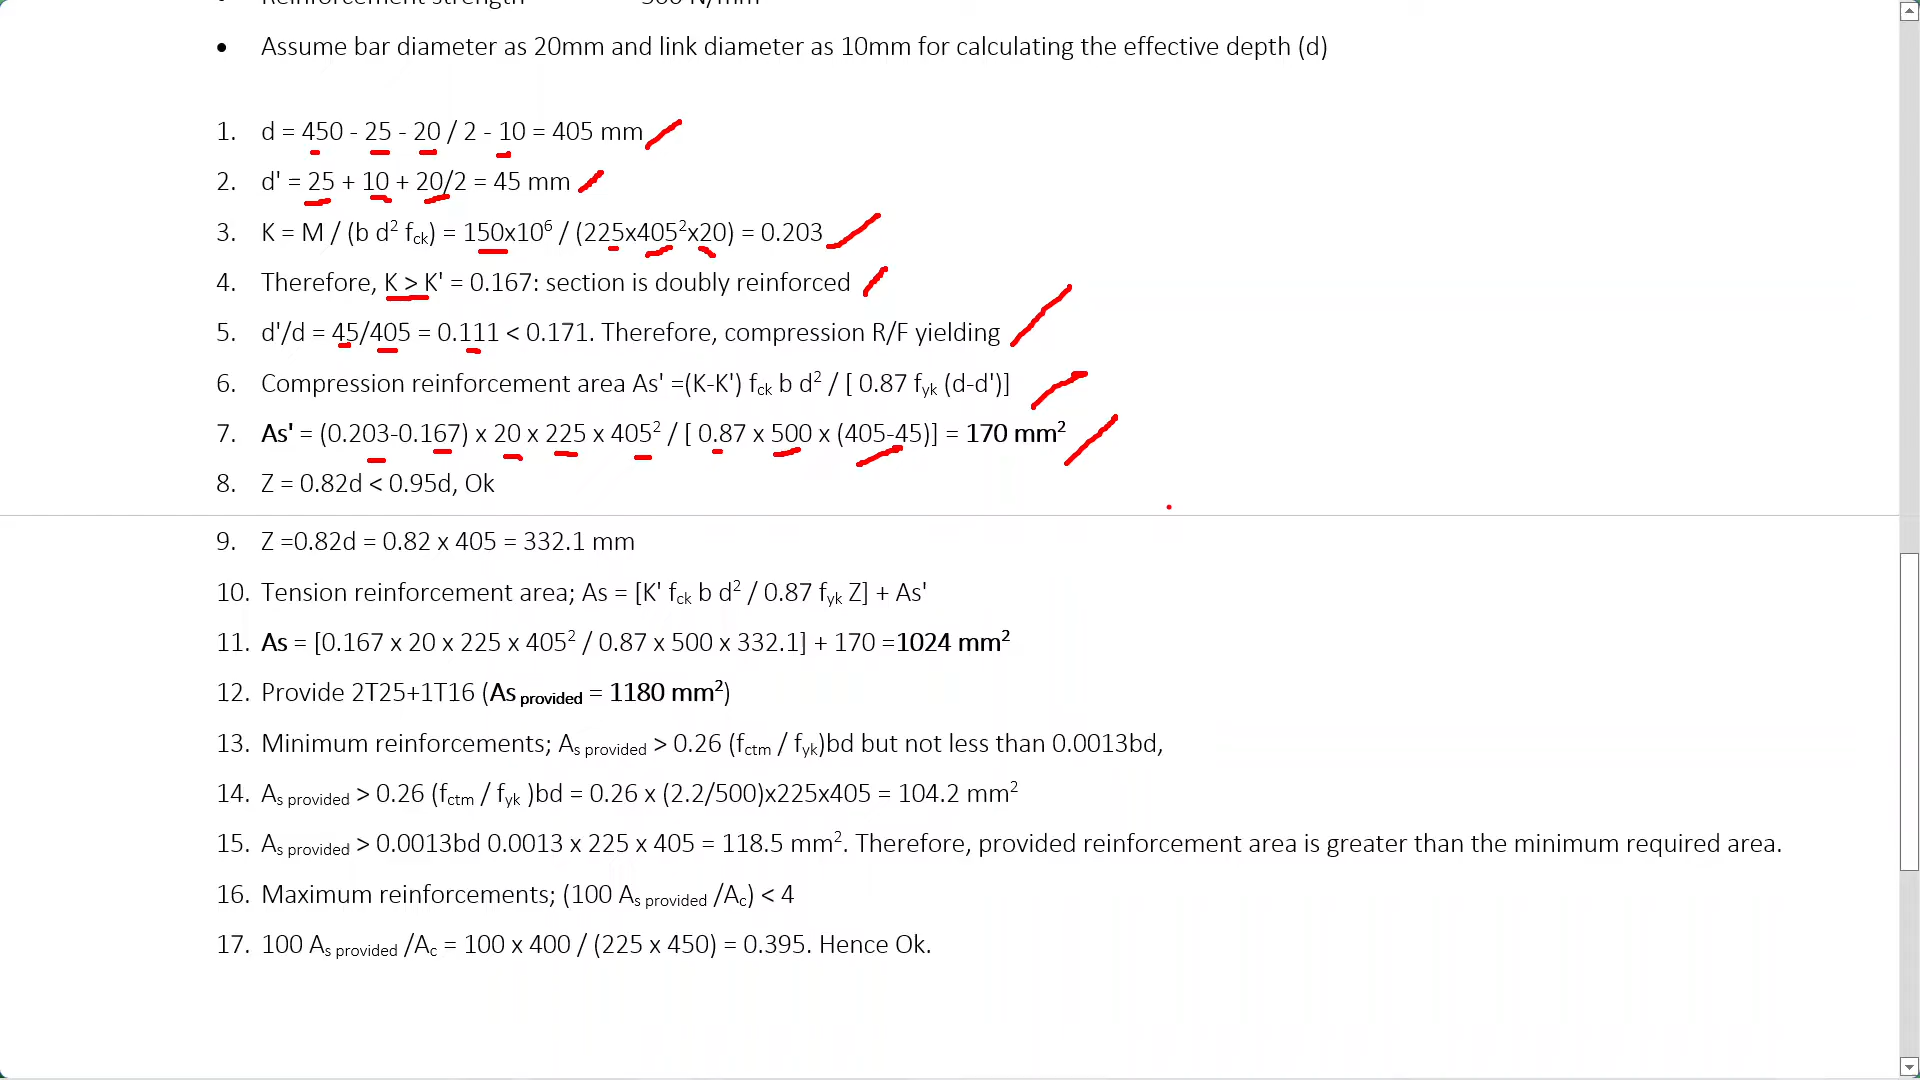 • Assume bar diameter as 20mm and link diameter as 10mm for calculating the effective depth (d)
1. d = 450 - 25 - 20 / 2 - 10 = 405 mm
2. d' = 25 + 10 + 20/2 = 45 mm
3. K = M / (b d² fck) = 150x10⁶ / (225x405²x20) = 0.203
4. Therefore, K > K' = 0.167: section is doubly reinforced
5. d'/d = 45/405 = 0.111 < 0.171. Therefore, compression R/F yielding
6. Compression reinforcement area As' =(K-K') fck b d² / [ 0.87 fyk (d-d')]
7. As' = (0.203-0.167) x 20 x 225 x 405² / [ 0.87 x 500 x (405-45)] = 170 mm²
8. Z = 0.82d < 0.95d, Ok
9. Z =0.82d = 0.82 x 405 = 332.1 mm
10. Tension reinforcement area; As = [K' fck b d² / 0.87 fyk Z] + As'
11. As = [0.167 x 20 x 225 x 405² / 0.87 x 500 x 332.1] + 170 =1024 mm²
12. Provide 2T25+1T16 (As provided = 1180 mm²)
13. Minimum reinforcements; As provided > 0.26 (fctm / fyk)bd but not less than 0.0013bd,
14. As provided > 0.26 (fctm / fyk )bd = 0.26 x (2.2/500)x225x405 = 104.2 mm²
15. As provided > 0.0013bd 0.0013 x 225 x 405 = 118.5 mm². Therefore, provided reinforcement area is greater than the minimum required area.
16. Maximum reinforcements; (100 As provided /Ac) < 4
17. 100 As provided /Ac = 100 x 400 / (225 x 450) = 0.395. Hence Ok.